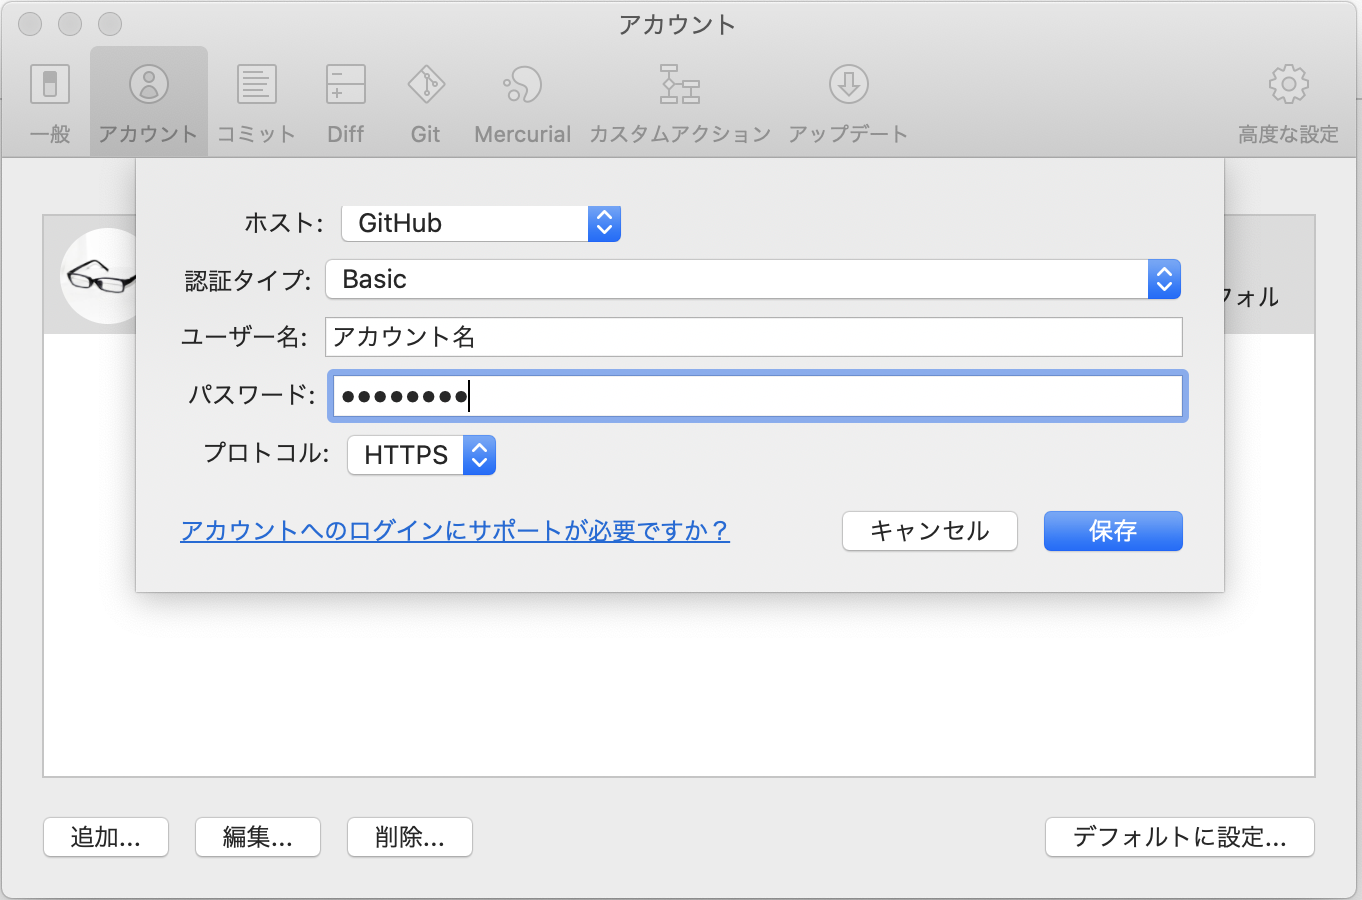 アカウント
一般 アカウント コミット Diff Git Mercurial カスタムアクション アップデート 高度な設定
ホスト: GitHub
認証タイプ: Basic
フォル
ユーザー名: アカウント名
パスワード: ●●●●●●●●
プロトコル: HTTPS
アカウントへのログインにサポートが必要ですか？ キャンセル 保存
追加... 編集... 削除... デフォルトに設定...